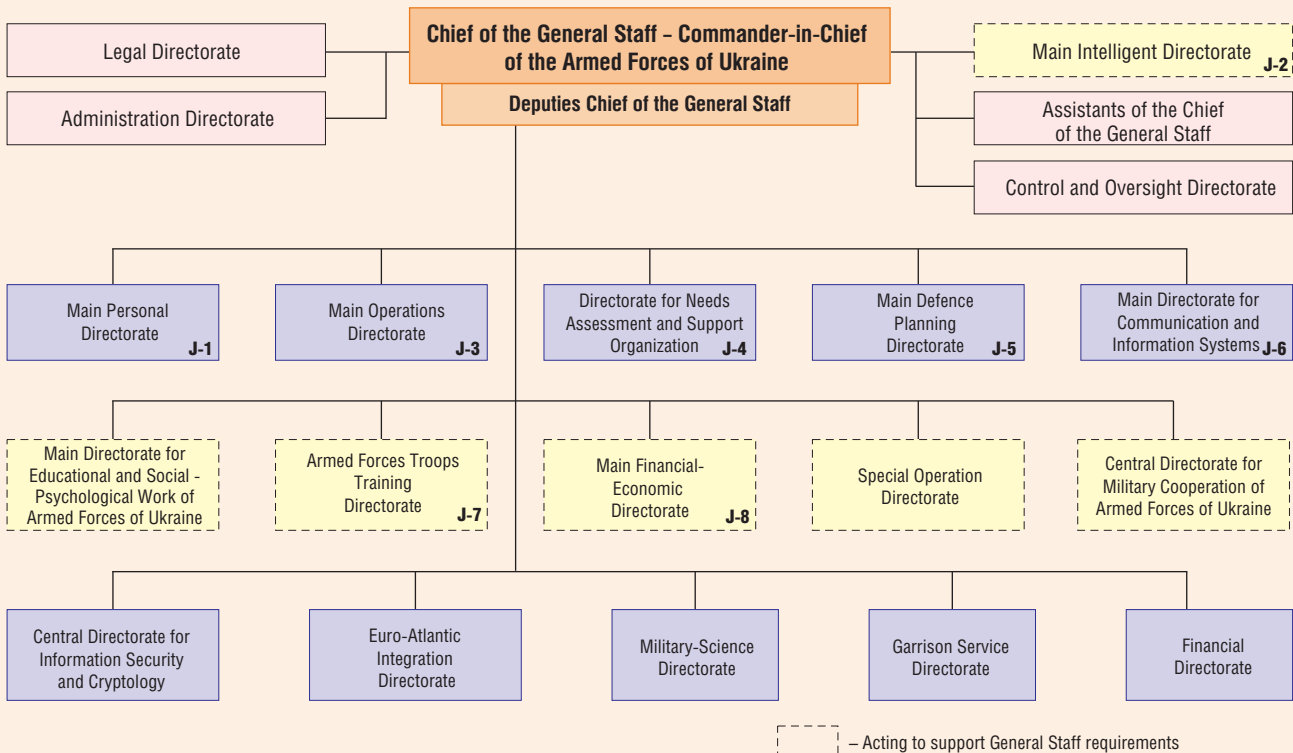 Legal Directorate
Administration Directorate
Chief of the General Staff – Commander-in-Chief
of the Armed Forces of Ukraine
Deputies Chief of the General Staff
Main Intelligent Directorate
J-2
Assistants of the Chief
of the General Staff
Control and Oversight Directorate
Main Personal
Directorate
J-1
Main Operations
Directorate
J-3
Directorate for Needs
Assessment and Support
Organization
J-4
Main Defence
Planning
Directorate
J-5
Main Directorate for
Communication and
Information Systems
J-6
Main Directorate for
Educational and Social -
Psychological Work of
Armed Forces of Ukraine
Armed Forces Troops
Training
Directorate
J-7
Main Financial-
Economic
Directorate
J-8
Special Operation
Directorate
Central Directorate for
Military Cooperation of
Armed Forces of Ukraine
Central Directorate for
Information Security
and Cryptology
Euro-Atlantic
Integration
Directorate
Military-Science
Directorate
Garrison Service
Directorate
Financial
Directorate
– Acting to support General Staff requirements